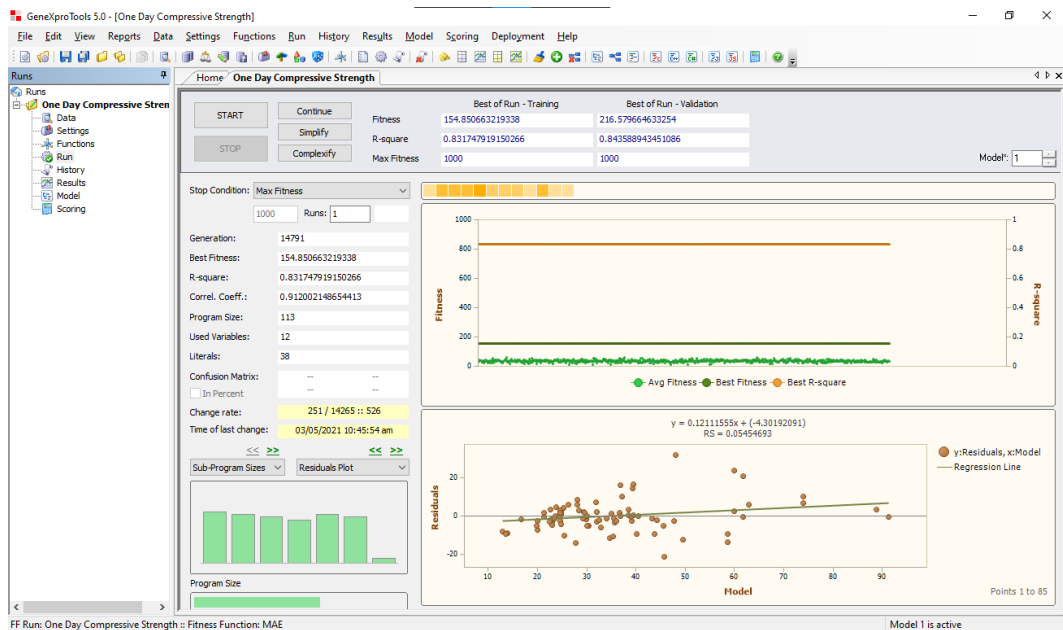 GeneXproTools 5.0 - [One Day Compressive Strength]
File Edit View Reports Data Settings Functions Run History Results Model Scoring Deployment Help
Runs
Home One Day Compressive Strength
Runs
One Day Compressive Stren
Data
Settings
Functions
Run
History
Results
Model
Scoring
START
STOP
Continue
Simplify
Complexify
Best of Run - Training Best of Run - Validation
Fitness 154.850663219338 216.579664633254
R-square 0.831747919150266 0.843588943451086
Max Fitness 1000 1000
Model*: 1
Stop Condition: Max Fitness
1000 Runs: 1
Generation: 14791
Best Fitness: 154.850663219338
R-square: 0.831747919150266
Correl. Coeff.: 0.912002148654413
Program Size: 113
Used Variables: 12
Literals: 38
Confusion Matrix: -- --
In Percent -- --
Change rate: 251 / 14265 :: 526
Time of last change: 03/05/2021 10:45:54 am
<< >> << >>
Sub-Program Sizes Residuals Plot
Program Size
1000
800
600
400
200
0
Fitness
1
0.8
0.6
0.4
0.2
0
R-square
Avg Fitness Best Fitness Best R-square
y = 0.12111555x + (-4.30192091)
RS = 0.05454693
20
0
-20
Residuals
10 20 30 40 50 60 70 80 90
Model
y:Residuals, x:Model
Regression Line
Points 1 to 85
FF Run: One Day Compressive Strength :: Fitness Function: MAE
Model 1 is active